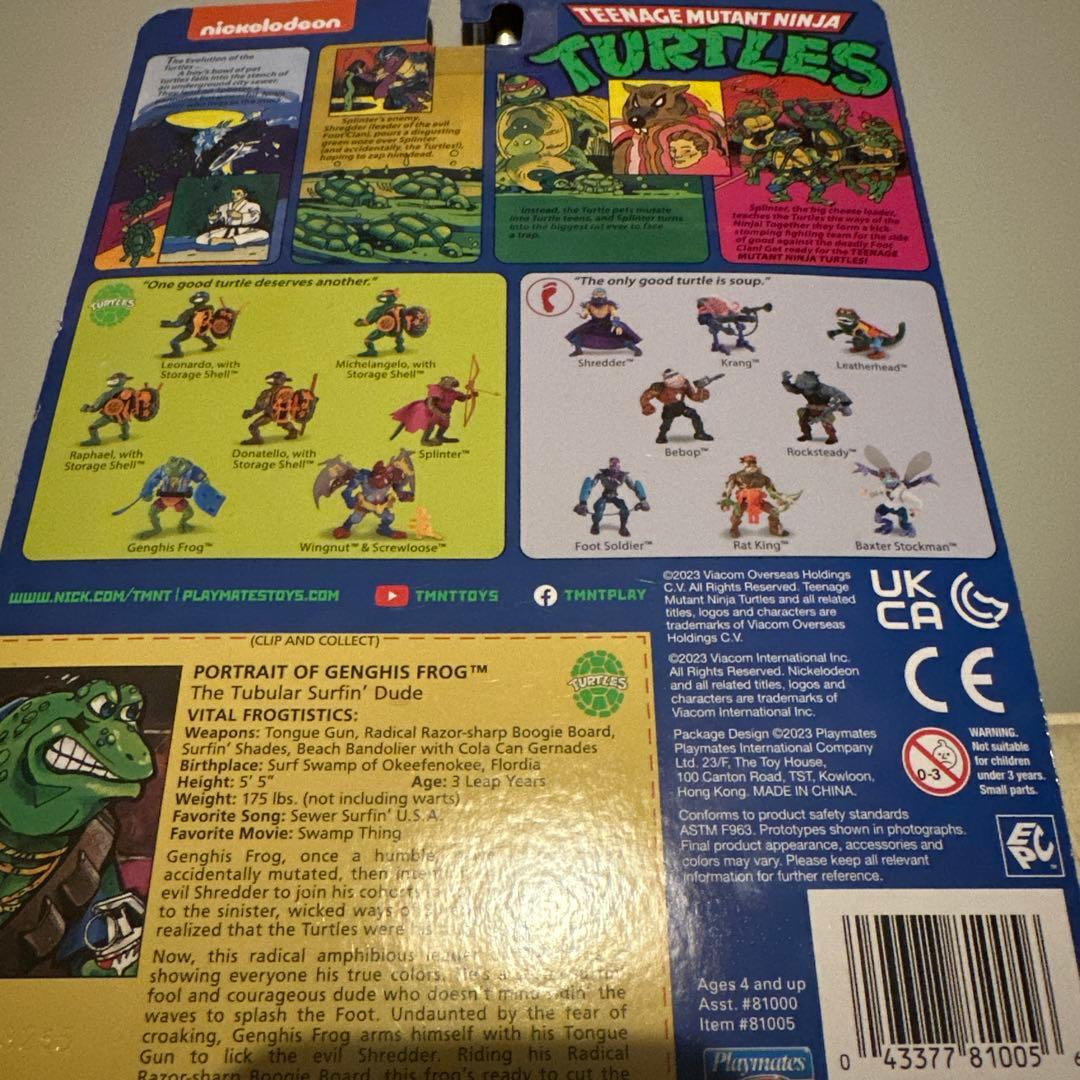 nickelodeon
TEENAGE MUTANT NINJA
TURTLES
The Evolution of the
Turtles
A boy's bowl of pet
turtles falls into the stench of
an underground city sewer.
Splinter's enemy,
Shredder (leader of the evil
Foot Clan), pours a disgusting
green ooze over Splinter
(and accidentally, the Turtles!),
hoping to zap him dead.
Instead, the Turtle pets mutate
into Turtle teens, and Splinter turns
into the biggest rat ever to face
a trap.
Splinter, the big cheese leader,
teaches the Turtles the ways of the
Ninja! Together they form a kick-
stomping fighting team for the side
of good against the deadly Foot
Clan! Get ready for the TEENAGE
MUTANT NINJA TURTLES!
"One good turtle deserves another."
TURTLES
Leonardo, with
Storage Shell™
Michelangelo, with
Storage Shell™
Raphael, with
Storage Shell™
Donatello, with
Storage Shell™
Splinter™
Genghis Frog™
Wingnut™ & Screwloose™
"The only good turtle is soup."
Shredder™
Krang™
Leatherhead™
Bebop™
Rocksteady™
Foot Soldier™
Rat King™
Baxter Stockman™
WWW.NICK.COM/TMNT | PLAYMATESTOYS.COM
TMNTTOYS
TMNTPLAY
(CLIP AND COLLECT)
PORTRAIT OF GENGHIS FROG™
The Tubular Surfin' Dude
TURTLES
VITAL FROGTISTICS:
Weapons: Tongue Gun, Radical Razor-sharp Boogie Board,
Surfin' Shades, Beach Bandolier with Cola Can Gernades
Birthplace: Surf Swamp of Okeefenokee, Flordia
Height: 5' 5" Age: 3 Leap Years
Weight: 175 lbs. (not including warts)
Favorite Song: Sewer Surfin' U.S.A.
Favorite Movie: Swamp Thing
Genghis Frog, once a humble,
accidentally mutated, then
evil Shredder to join his cohorts
to the sinister, wicked ways
realized that the Turtles were
Now, this radical amphibious leader
showing everyone his true colors.
fool and courageous dude who doesn't mind ridin' the
waves to splash the Foot. Undaunted by the fear of
croaking, Genghis Frog arms himself with his Tongue
Gun to lick the evil Shredder. Riding his Radical
Razor-sharp Boogie Board, this frog's ready to cut the
©2023 Viacom Overseas Holdings
C.V. All Rights Reserved. Teenage
Mutant Ninja Turtles and all related
titles, logos and characters are
trademarks of Viacom Overseas
Holdings C.V.
©2023 Viacom International Inc.
All Rights Reserved. Nickelodeon
and all related titles, logos and
characters are trademarks of
Viacom International Inc.
Package Design ©2023 Playmates
Playmates International Company
Ltd. 23/F, The Toy House,
100 Canton Road, TST, Kowloon,
Hong Kong. MADE IN CHINA.
Conforms to product safety standards
ASTM F963. Prototypes shown in photographs.
Final product appearance, accessories and
colors may vary. Please keep all relevant
information for further reference.
UK
CA
CE
0-3
WARNING.
Not suitable
for children
under 3 years.
Small parts.
Ages 4 and up
Asst. #81000
Item #81005
Playmates
0 43377 81005 6